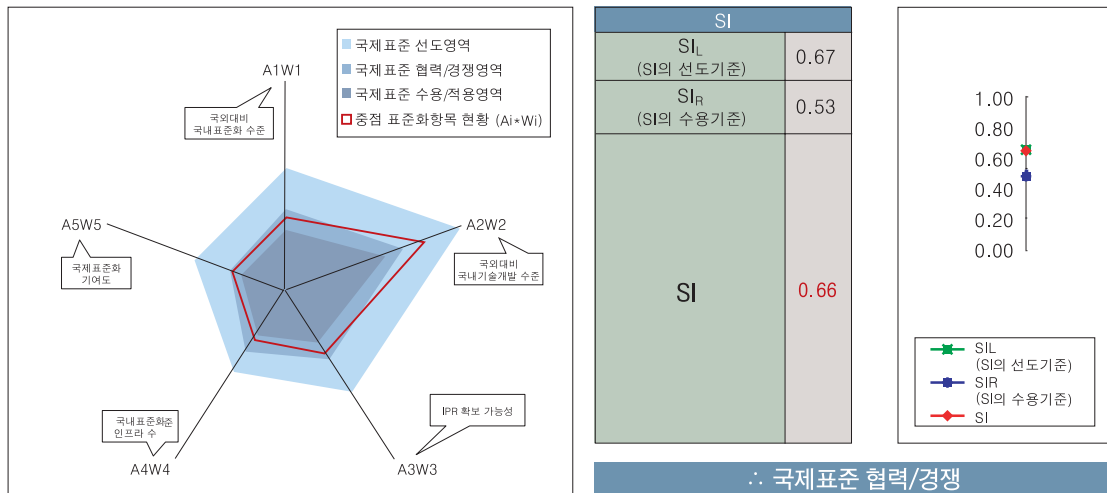 국제표준 선도영역
국제표준 협력/경쟁영역
국제표준 수용/적용영역
중점 표준화항목 현황 (Ai*Wi)
A1W1
국외대비
국내표준화 수준
A2W2
국외대비
국내기술개발 수준
A5W5
국제표준화
기여도
국내표준화준
인프라 수
A4W4
IPR 확보 가능성
A3W3
SI
SIL
(SI의 선도기준)
0.67
SIR
(SI의 수용기준)
0.53
SI
0.66
1.00
0.80
0.60
0.40
0.20
0.00
SIL
(SI의 선도기준)
SIR
(SI의 수용기준)
SI
∴ 국제표준 협력/경쟁